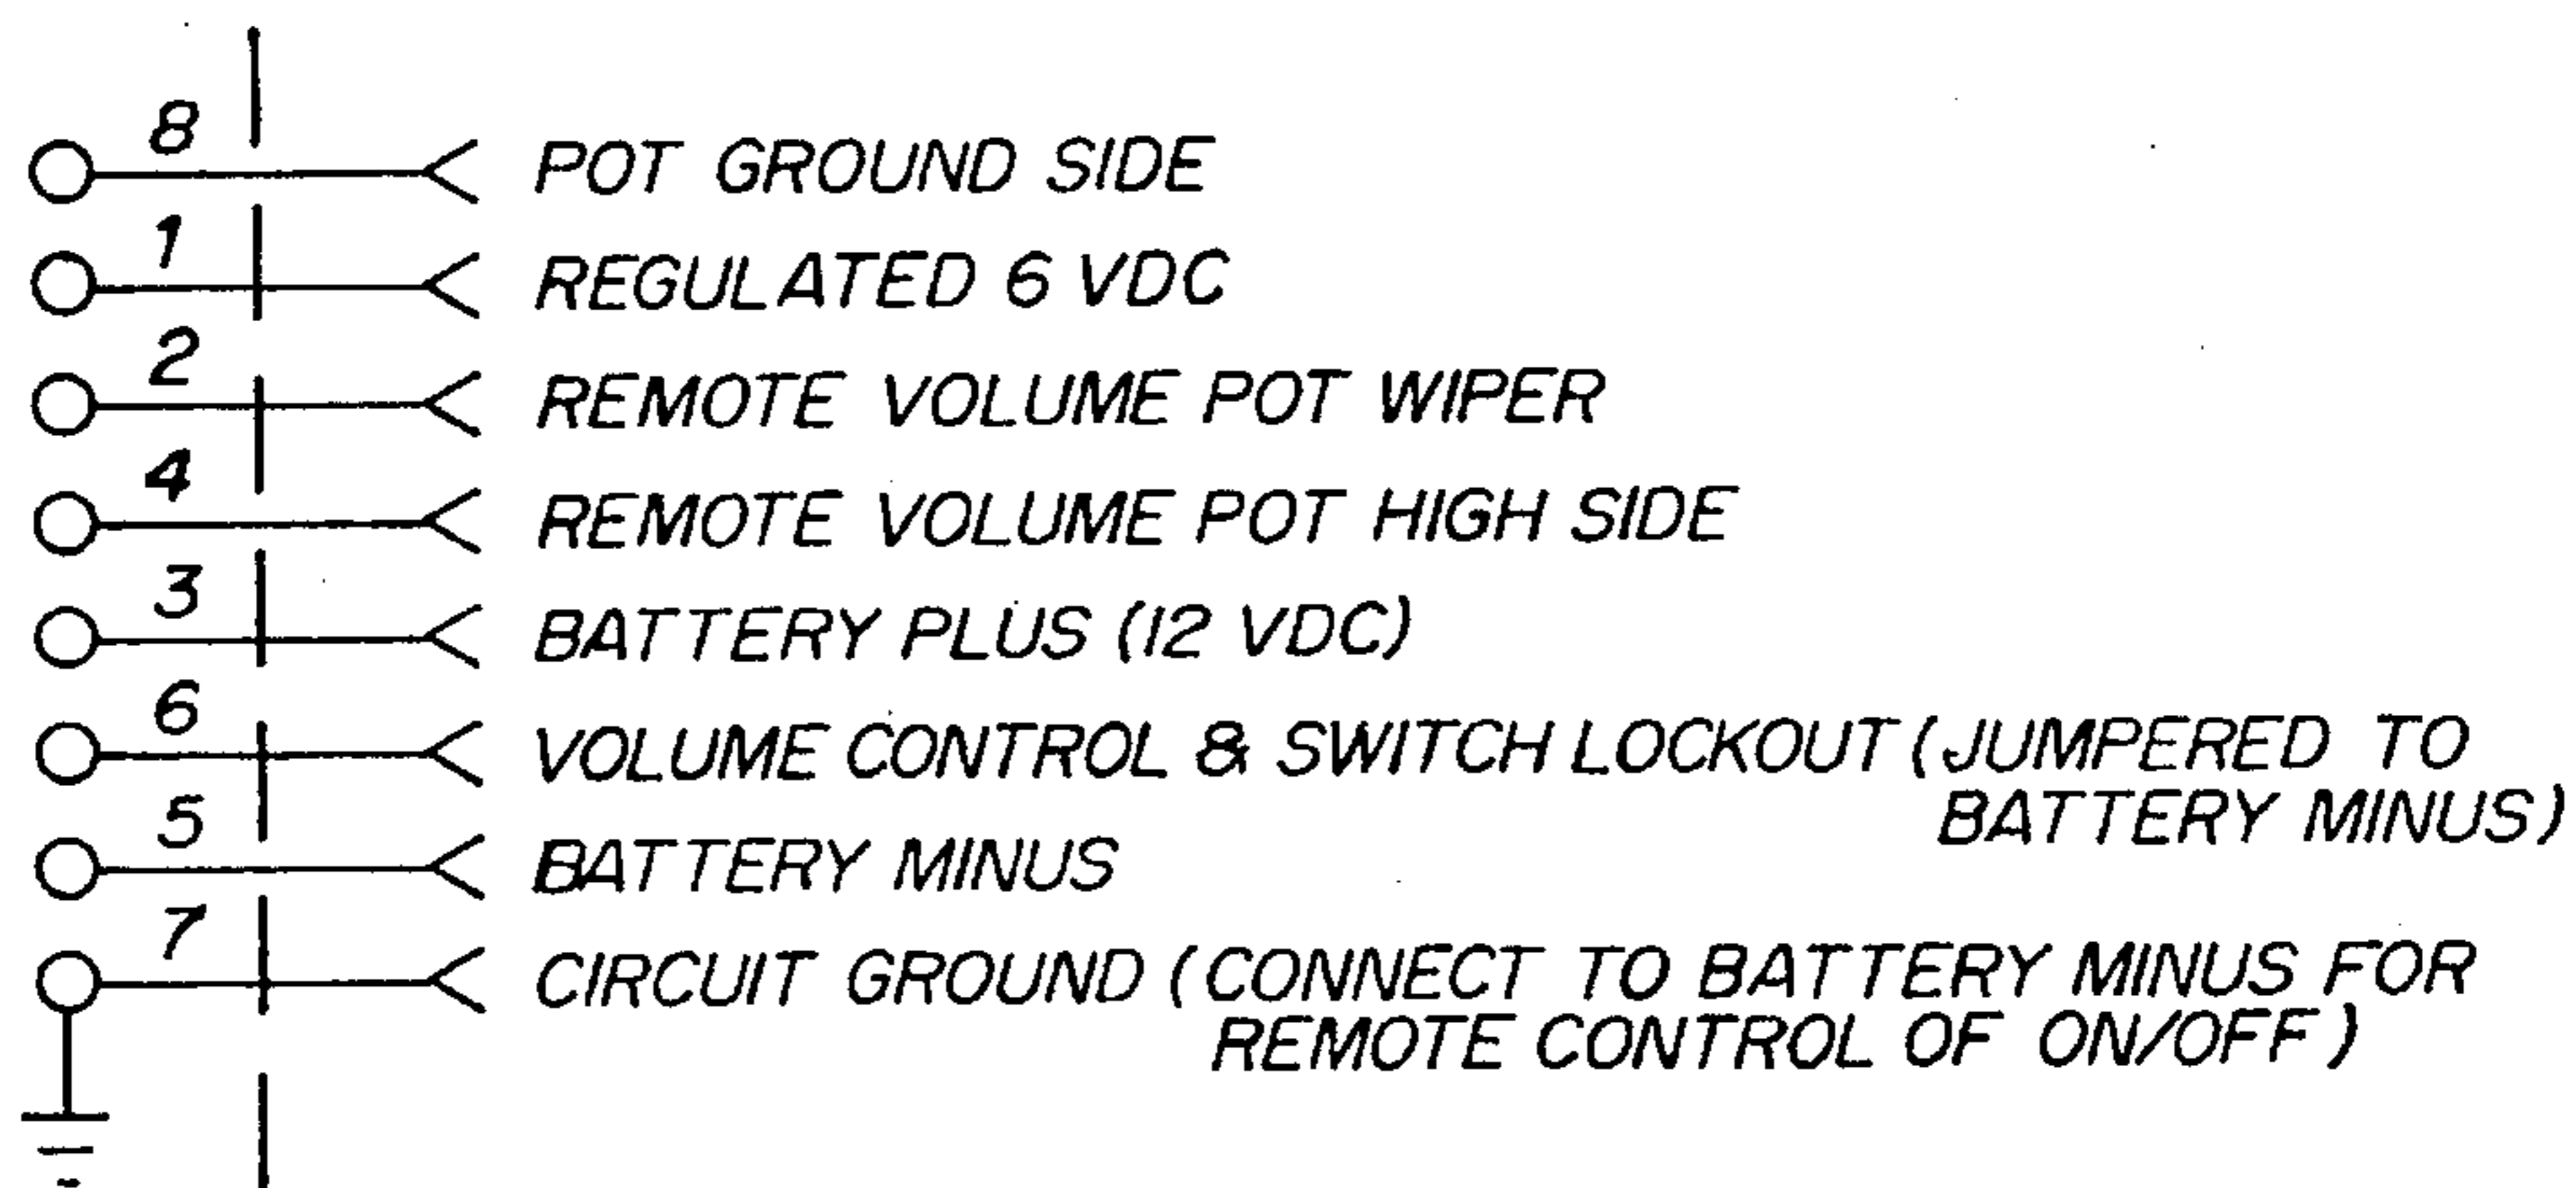 8 POT GROUND SIDE
1 REGULATED 6 VDC
2 REMOTE VOLUME POT WIPER
4 REMOTE VOLUME POT HIGH SIDE
3 BATTERY PLUS (12 VDC)
6 VOLUME CONTROL & SWITCH LOCKOUT (JUMPERED TO
BATTERY MINUS)
5 BATTERY MINUS
7 CIRCUIT GROUND (CONNECT TO BATTERY MINUS FOR
REMOTE CONTROL OF ON/OFF)